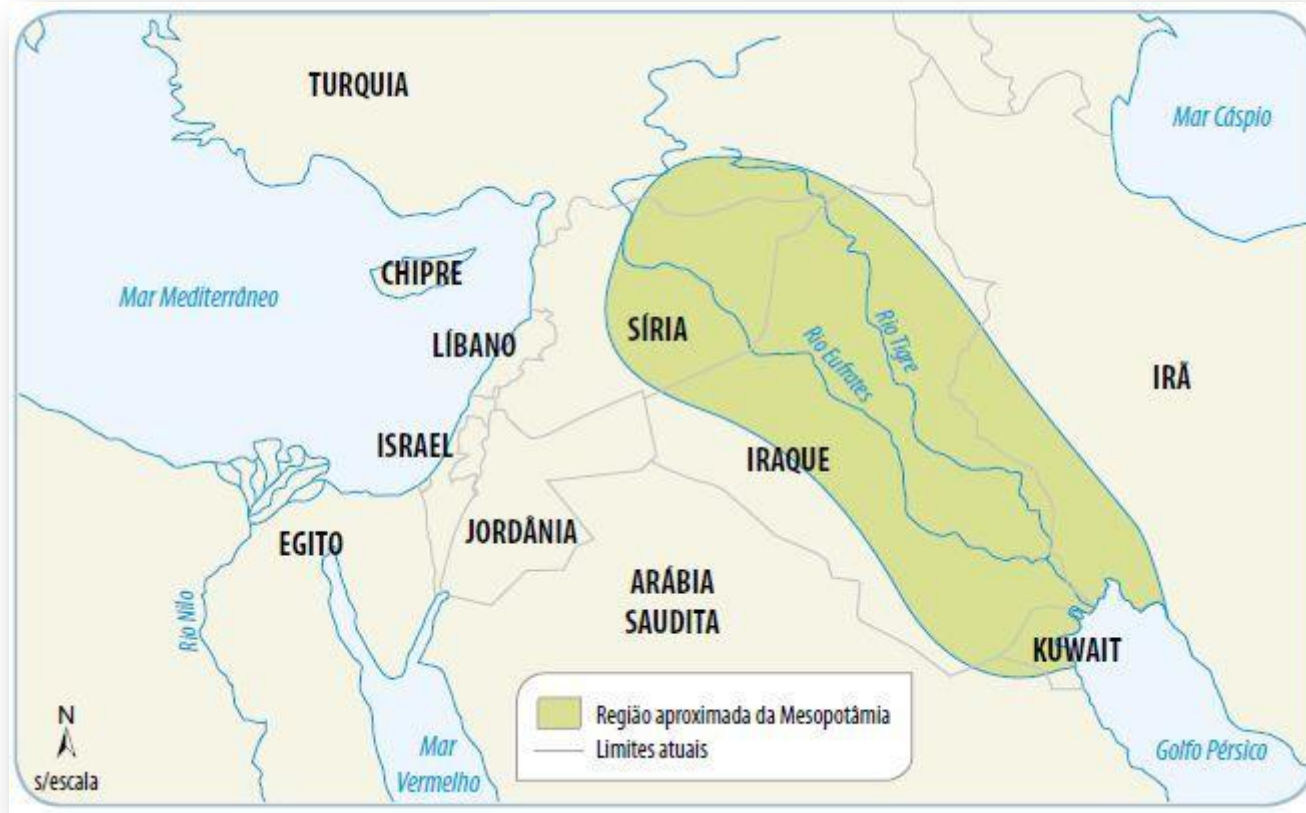 TURQUIA
Mar Cáspio
CHIPRE
Mar Mediterrâneo
LÍBANO
SÍRIA
Rio Tigre
Rio Eufrates
IRÃ
ISRAEL
IRAQUE
EGITO
JORDÂNIA
ARÁBIA
SAUDITA
Rio Nilo
KUWAIT
N
s/escala
Mar
Vermelho
Região aproximada da Mesopotâmia
Limites atuais
Golfo Pérsico